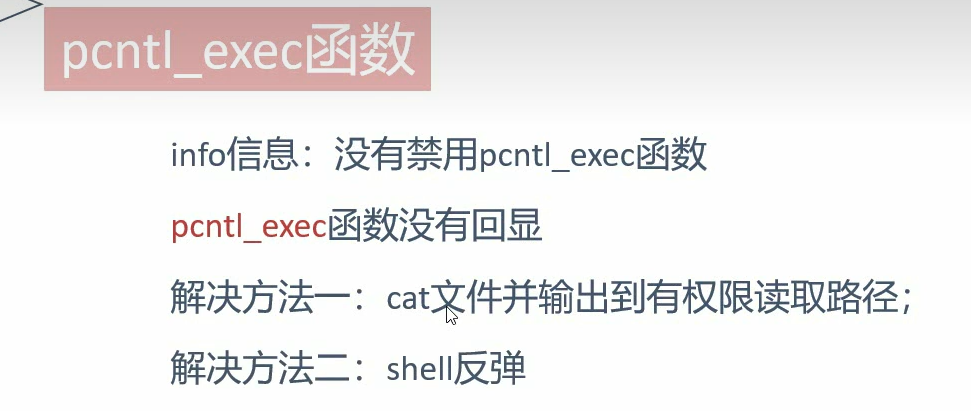 pcntl_exec函数
info信息：没有禁用pcntl_exec函数
pcntl_exec函数没有回显
解决方法一：cat文件并输出到有权限读取路径；
解决方法二：shell反弹